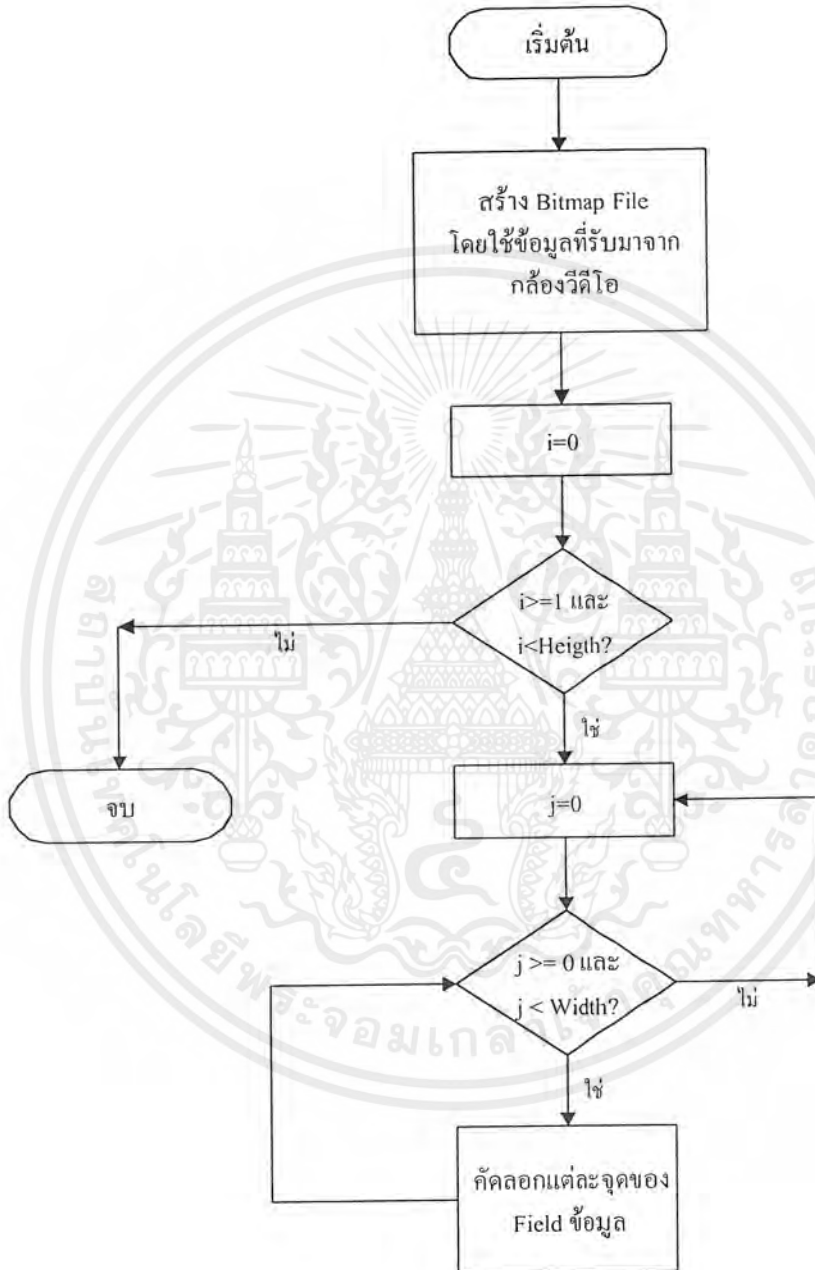 เริ่มต้น
สร้าง Bitmap File
โดยใช้ข้อมูลที่รับมาจาก
กล้องวีดีโอ
i=0
i>=1 และ
i<Heigth?
ไม่
ใช่
j=0
จบ
j >= 0 และ
j < Width?
ไม่
ใช่
คัดลอกแต่ละจุดของ
Field ข้อมูล